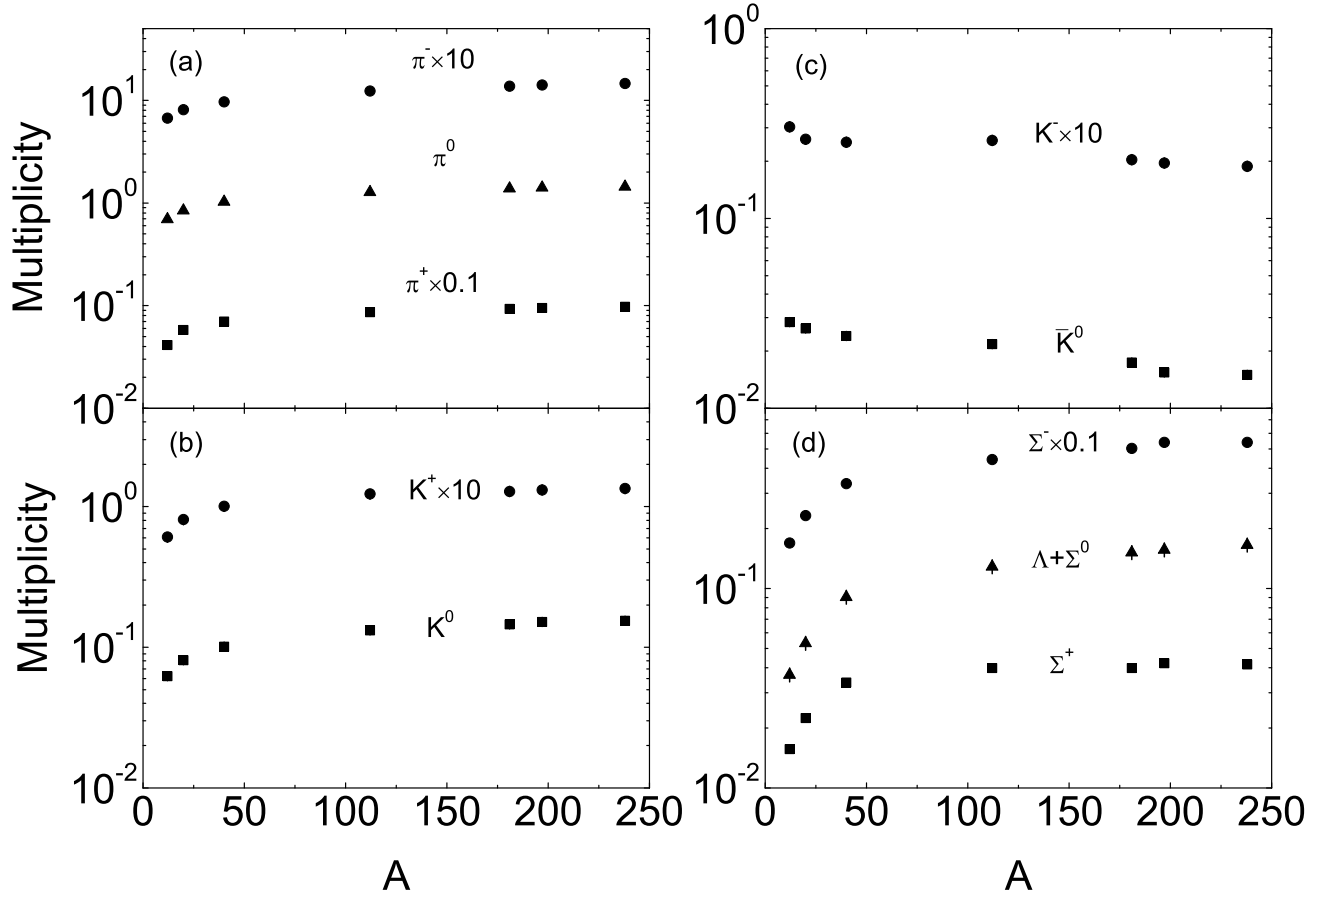 (a)
π⁻×10
π⁰
π⁺×0.1
Multiplicity
10¹
10⁰
10⁻¹
10⁻²
(c)
K⁻×10
K̅⁰
10⁰
10⁻¹
10⁻²
(b)
K⁺×10
K⁰
Multiplicity
10⁰
10⁻¹
10⁻²
0 50 100 150 200 250
A
(d)
Σ⁻×0.1
Λ+Σ⁰
Σ⁺
10⁻¹
10⁻²
0 50 100 150 200 250
A